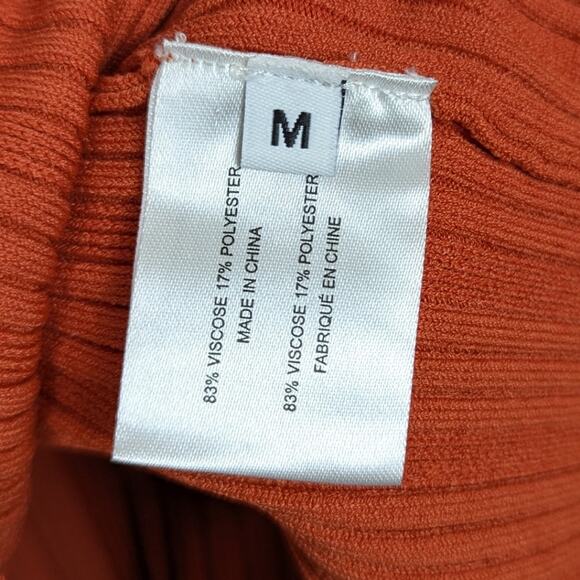 M
83% VISCOSE 17% POLYESTER
MADE IN CHINA
83% VISCOSE 17% POLYESTER
FABRIQUÉ EN CHINE